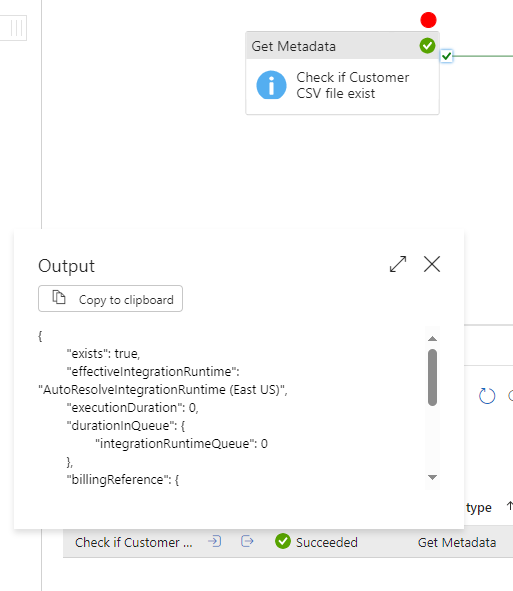 Get Metadata
Check if Customer
CSV file exist
Output
Copy to clipboard
{
"exists": true,
"effectiveIntegrationRuntime":
"AutoResolveIntegrationRuntime (East US)",
"executionDuration": 0,
"durationInQueue": {
"integrationRuntimeQueue": 0
},
"billingReference": {
type
Check if Customer ... Succeeded Get Metadata